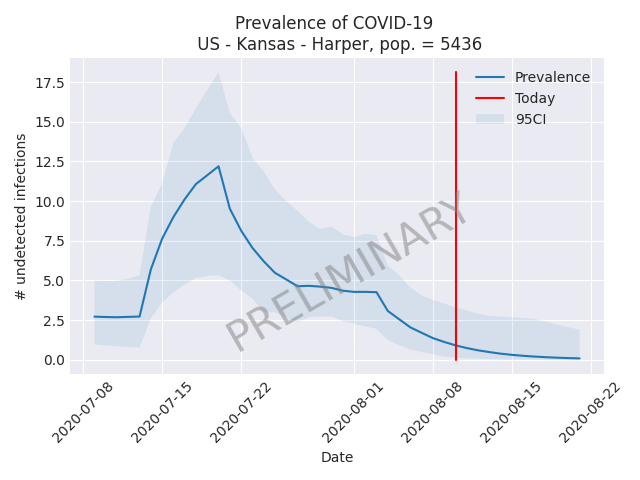 Prevalence of COVID-19
US - Kansas - Harper, pop. = 5436
# undetected infections
17.5
15.0
12.5
10.0
7.5
5.0
2.5
0.0
Prevalence
Today
95CI
PRELIMINARY
2020-07-08
2020-07-15
2020-07-22
2020-08-01
2020-08-08
2020-08-15
2020-08-22
Date